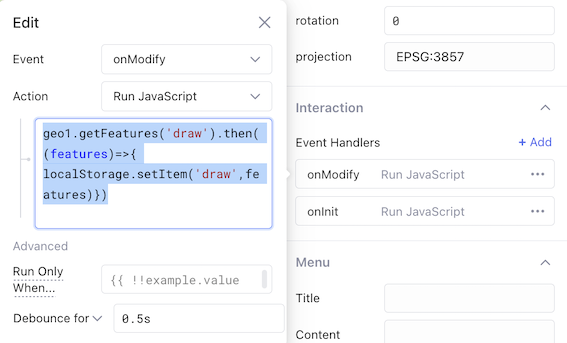 Edit
Event
onModify
Action
Run JavaScript
geo1.getFeatures('draw').then(
(features)=>{
localStorage.setItem('draw',fe
atures)})
Advanced
Run Only
When...
{{ !!example.value
Debounce for
0.5s
rotation
0
projection
EPSG:3857
Interaction
Event Handlers
+ Add
onModify Run JavaScript
onInit Run JavaScript
Menu
Title
Content